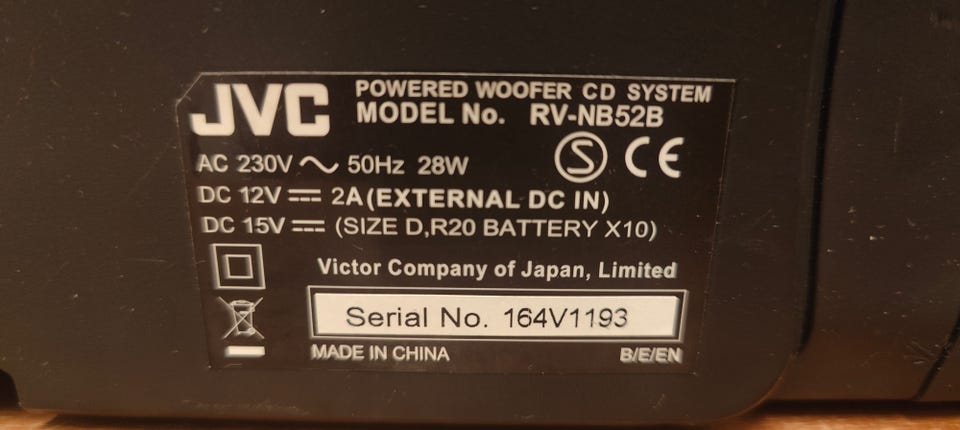 JVC
POWERED WOOFER CD SYSTEM
MODEL No. RV-NB52B
AC 230V ~ 50Hz 28W
S CE
DC 12V ⎓ 2A(EXTERNAL DC IN)
DC 15V ⎓ (SIZE D,R20 BATTERY X10)
Victor Company of Japan, Limited
Serial No. 164V1193
MADE IN CHINA B/E/EN